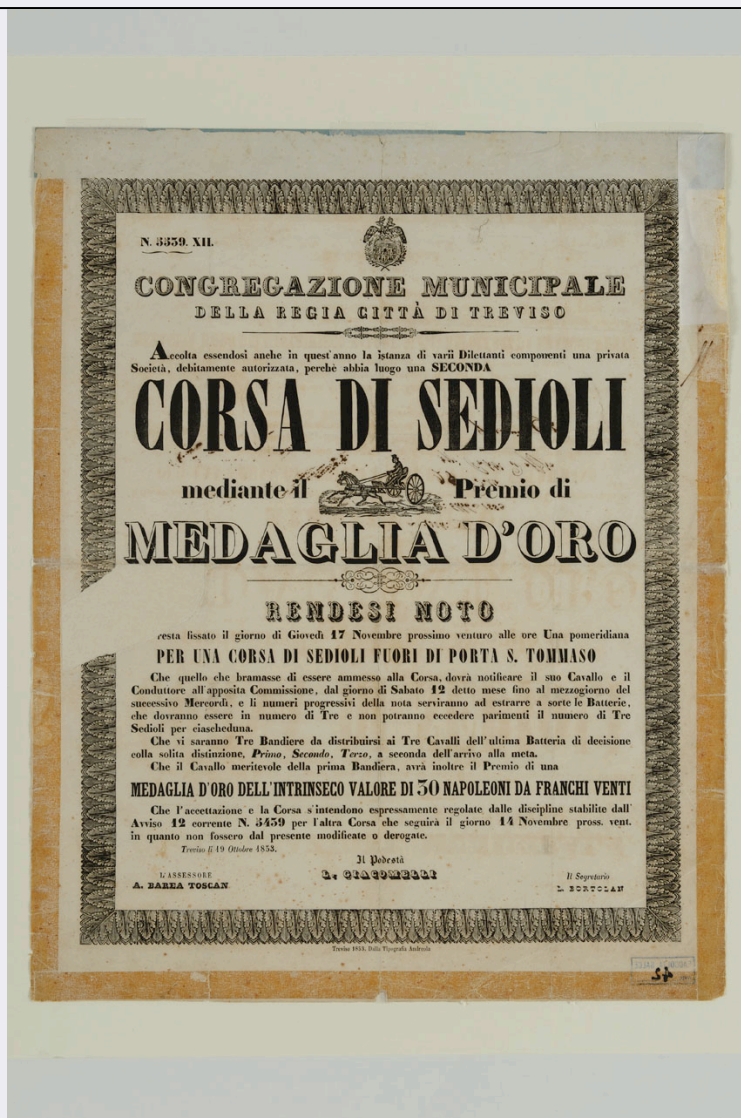 N. 5539. XII.
CONGREGAZIONE MUNICIPALE
DELLA REGIA CITTÀ DI TREVISO
Accolta essendosi anche in quest'anno la istanza di varii Dilettanti componenti una privata
Società, debitamente autorizzata, perchè abbia luogo una SECONDA
CORSA DI SEDIOLI
mediante il Premio di
MEDAGLIA D'ORO
RENDESI NOTO
resta fissato il giorno di Giovedì 17 Novembre prossimo venturo alle ore Una pomeridiana
PER UNA CORSA DI SEDIOLI FUORI DI PORTA S. TOMMASO
Che quello che bramasse di essere ammesso alla Corsa, dovrà notificare il suo Cavallo e il
Conduttore all'apposita Commissione, dal giorno di Sabato 12 detto mese fino al mezzogiorno del
successivo Mercordì, e li numeri progressivi della nota serviranno ad estrarre a sorte le Batterie,
che dovranno essere in numero di Tre e non potranno eccedere parimenti il numero di Tre
Sedioli per ciascheduna.
Che vi saranno Tre Bandiere da distribuirsi ai Tre Cavalli dell'ultima Batteria di decisione
colla solita distinzione, Primo, Secondo, Terzo, a seconda dell'arrivo alla meta.
Che il Cavallo meritevole della prima Bandiera, avrà inoltre il Premio di una
MEDAGLIA D'ORO DELL'INTRINSECO VALORE DI 30 NAPOLEONI DA FRANCHI VENTI
Che l'accettazione e la Corsa s'intendono espressamente regolate dalle discipline stabilite dall'
Avviso 12 corrente N. 5459 per l'altra Corsa che seguirà il giorno 14 Novembre pross. vent.
in quanto non fossero dal presente modificate o derogate.
Treviso lì 19 Ottobre 1853.
Il Podestà
L. GIACOMELLI
L'ASSESSORE
A. BAREA TOSCAN
Il Segretario
L. BORTOLAN
Treviso 1853, Dalla Tipografia Andreola